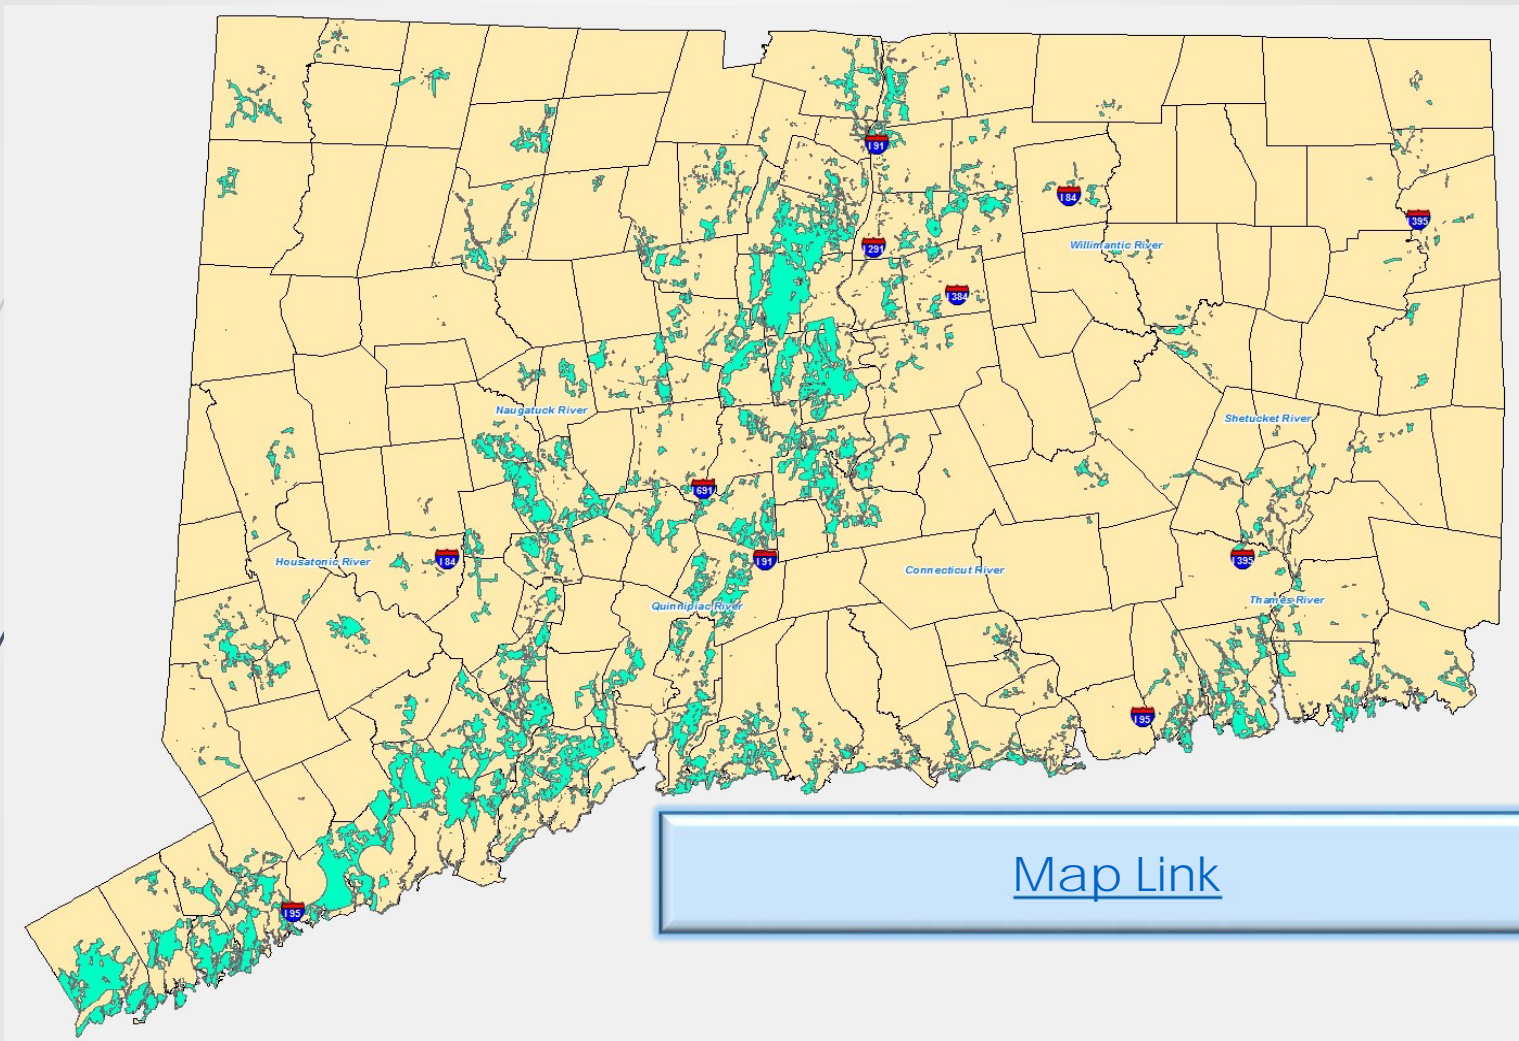 I 91
I 84
I 395
I 291
Willimantic River
I 384
Naugatuck River
Shetucket River
I 691
Housatonic River
I 84
I 91
Connecticut River
I 395
Quinnipiac River
Thames River
I 95
Map Link
I 95